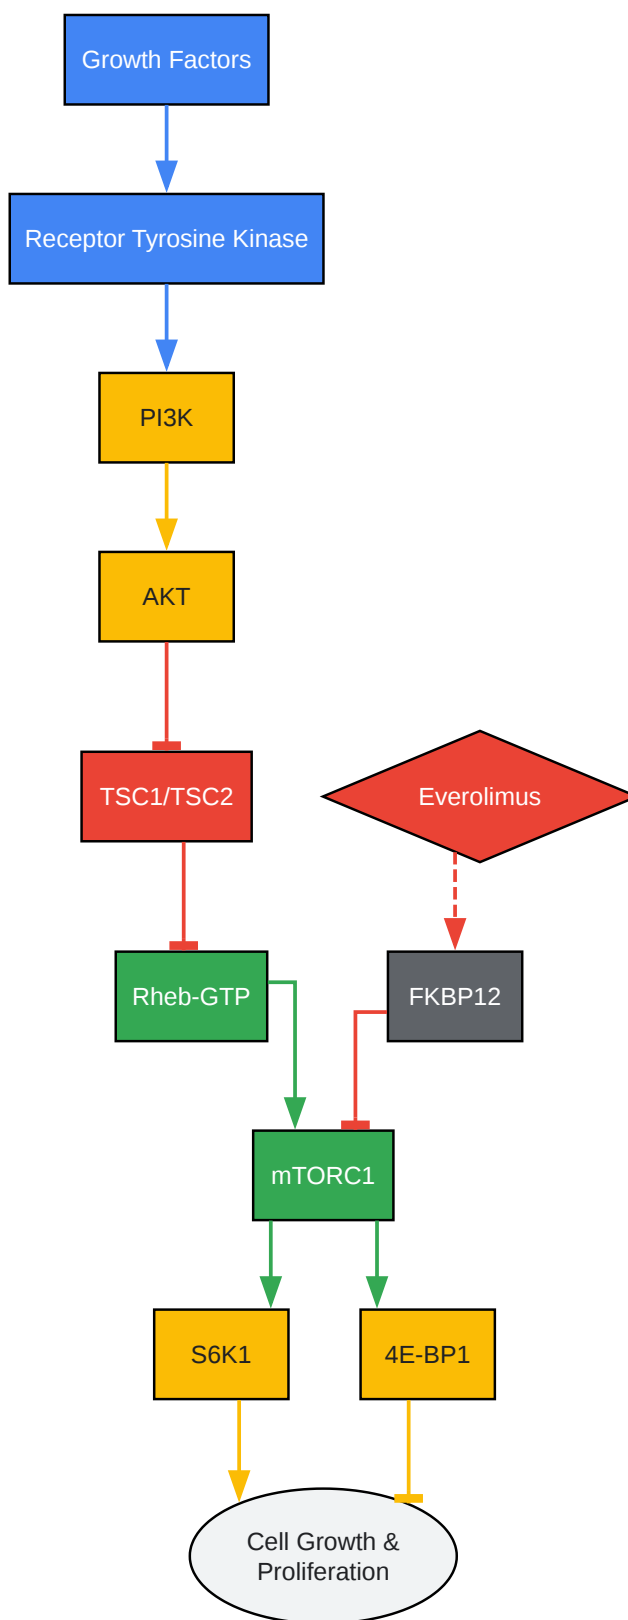 Growth Factors
Receptor Tyrosine Kinase
PI3K
AKT
TSC1/TSC2
Everolimus
Rheb-GTP
FKBP12
mTORC1
S6K1
4E-BP1
Cell Growth &
Proliferation